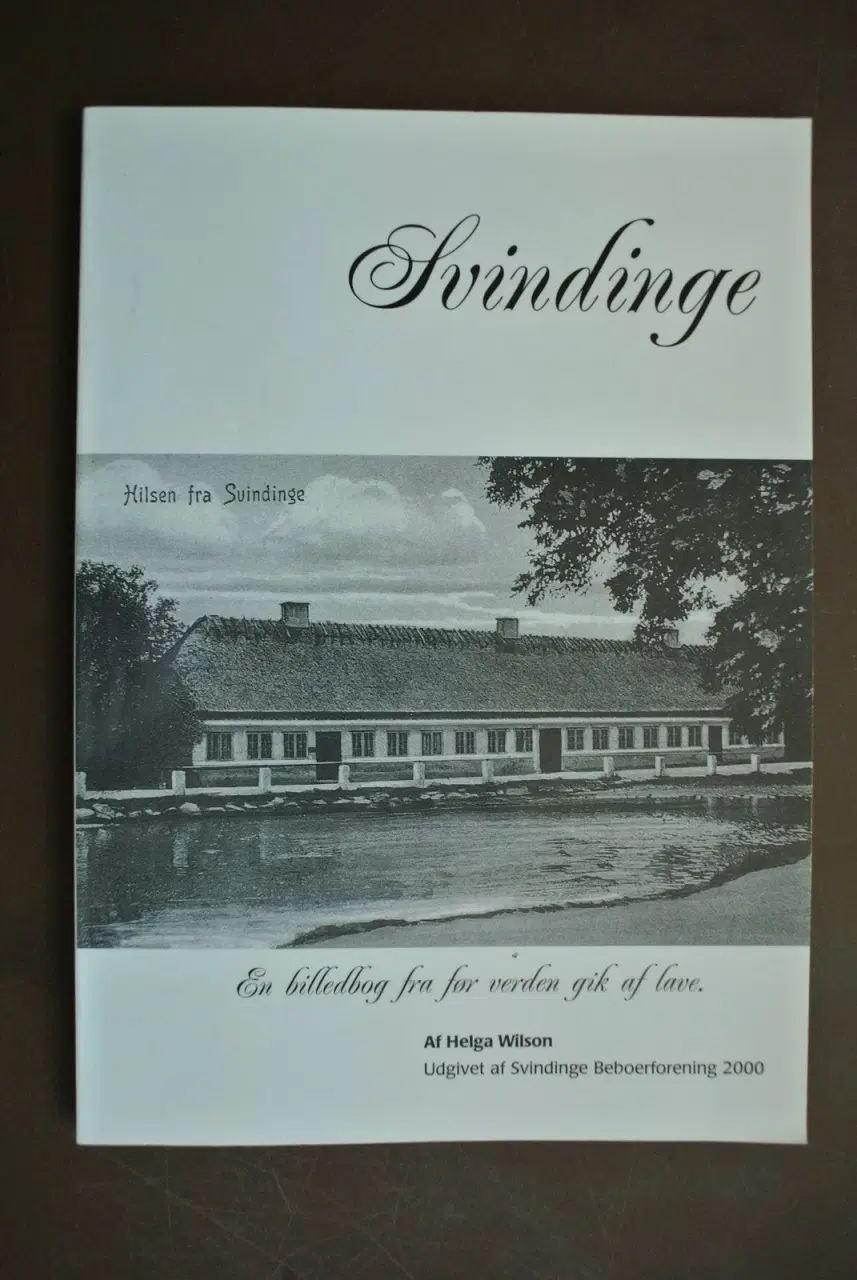 Svindinge
Hilsen fra Svindinge
En billedbog fra før verden gik af lave.
Af Helga Wilson
Udgivet af Svindinge Beboerforening 2000